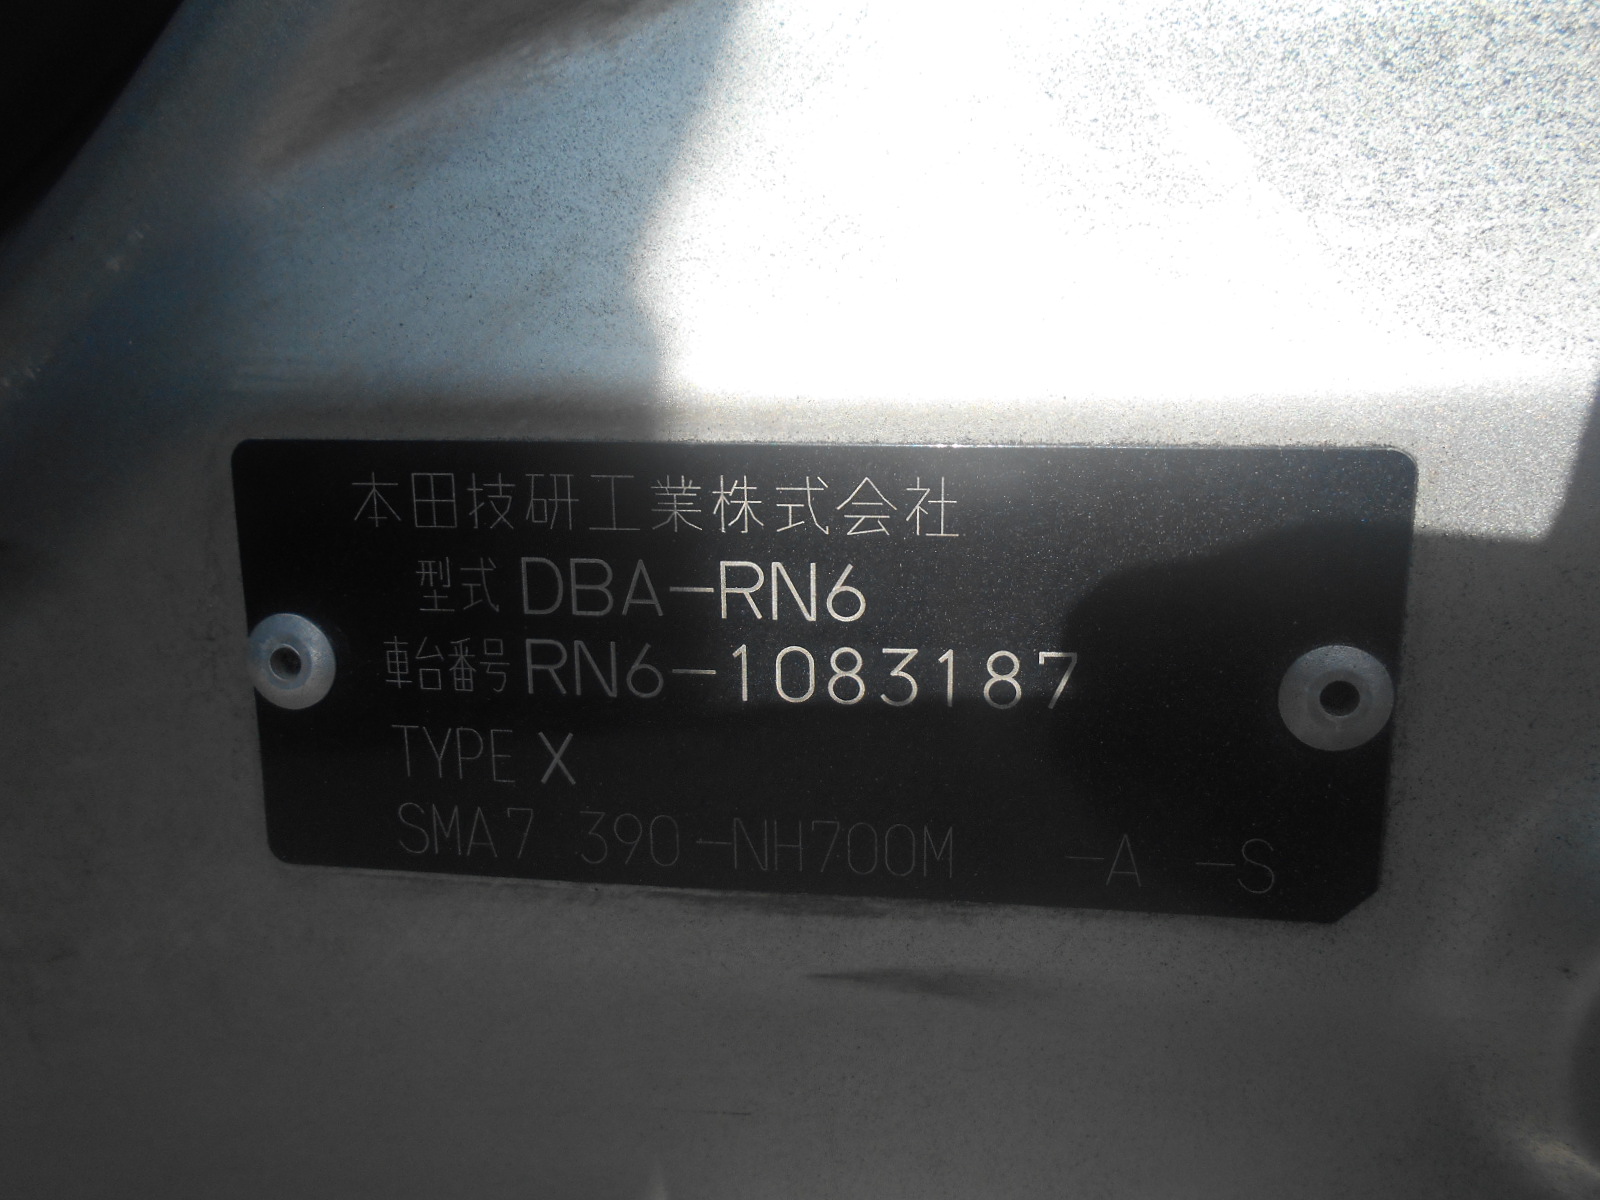 本田技研工業株式会社
型式 DBA-RN6
車台番号 RN6-1083187
TYPE X
SMA7 390-NH700M -A -S